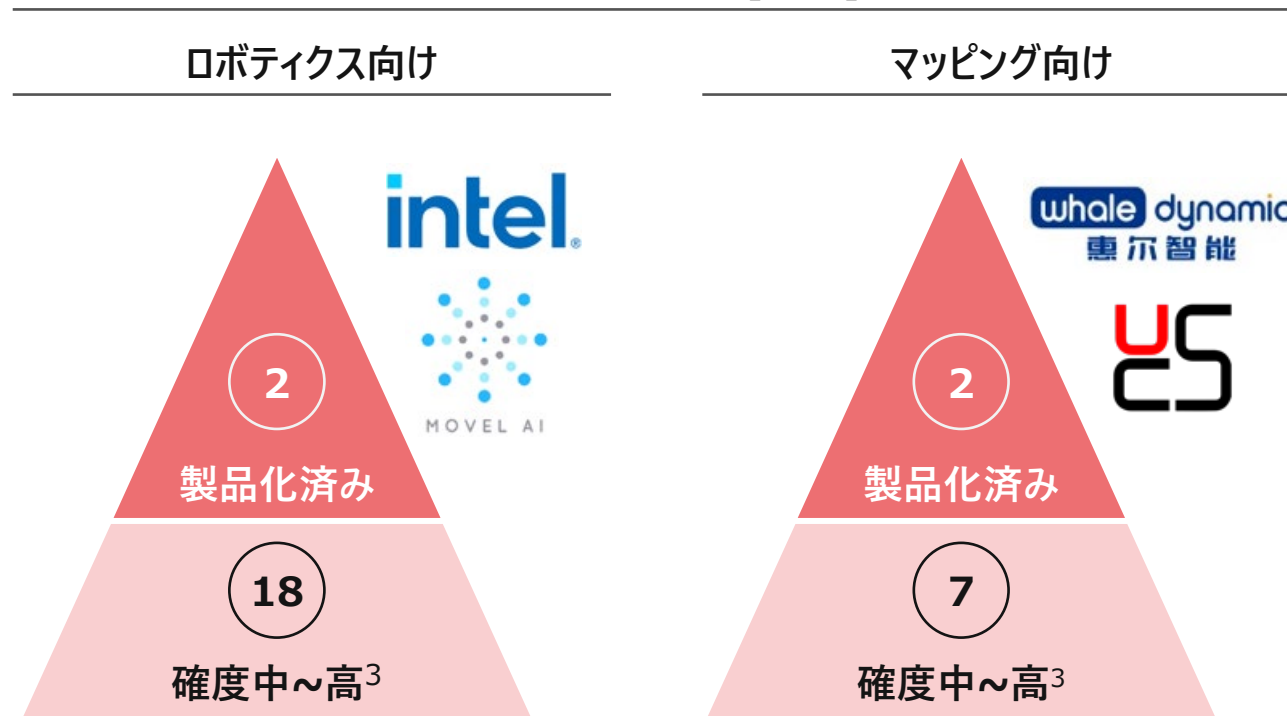 ロボティクス向け
intel®
MOVEL AI
2
製品化済み
18
確度中~高3
マッピング向け
whale dynamic
惠尔智能
UCS
2
製品化済み
7
確度中~高3